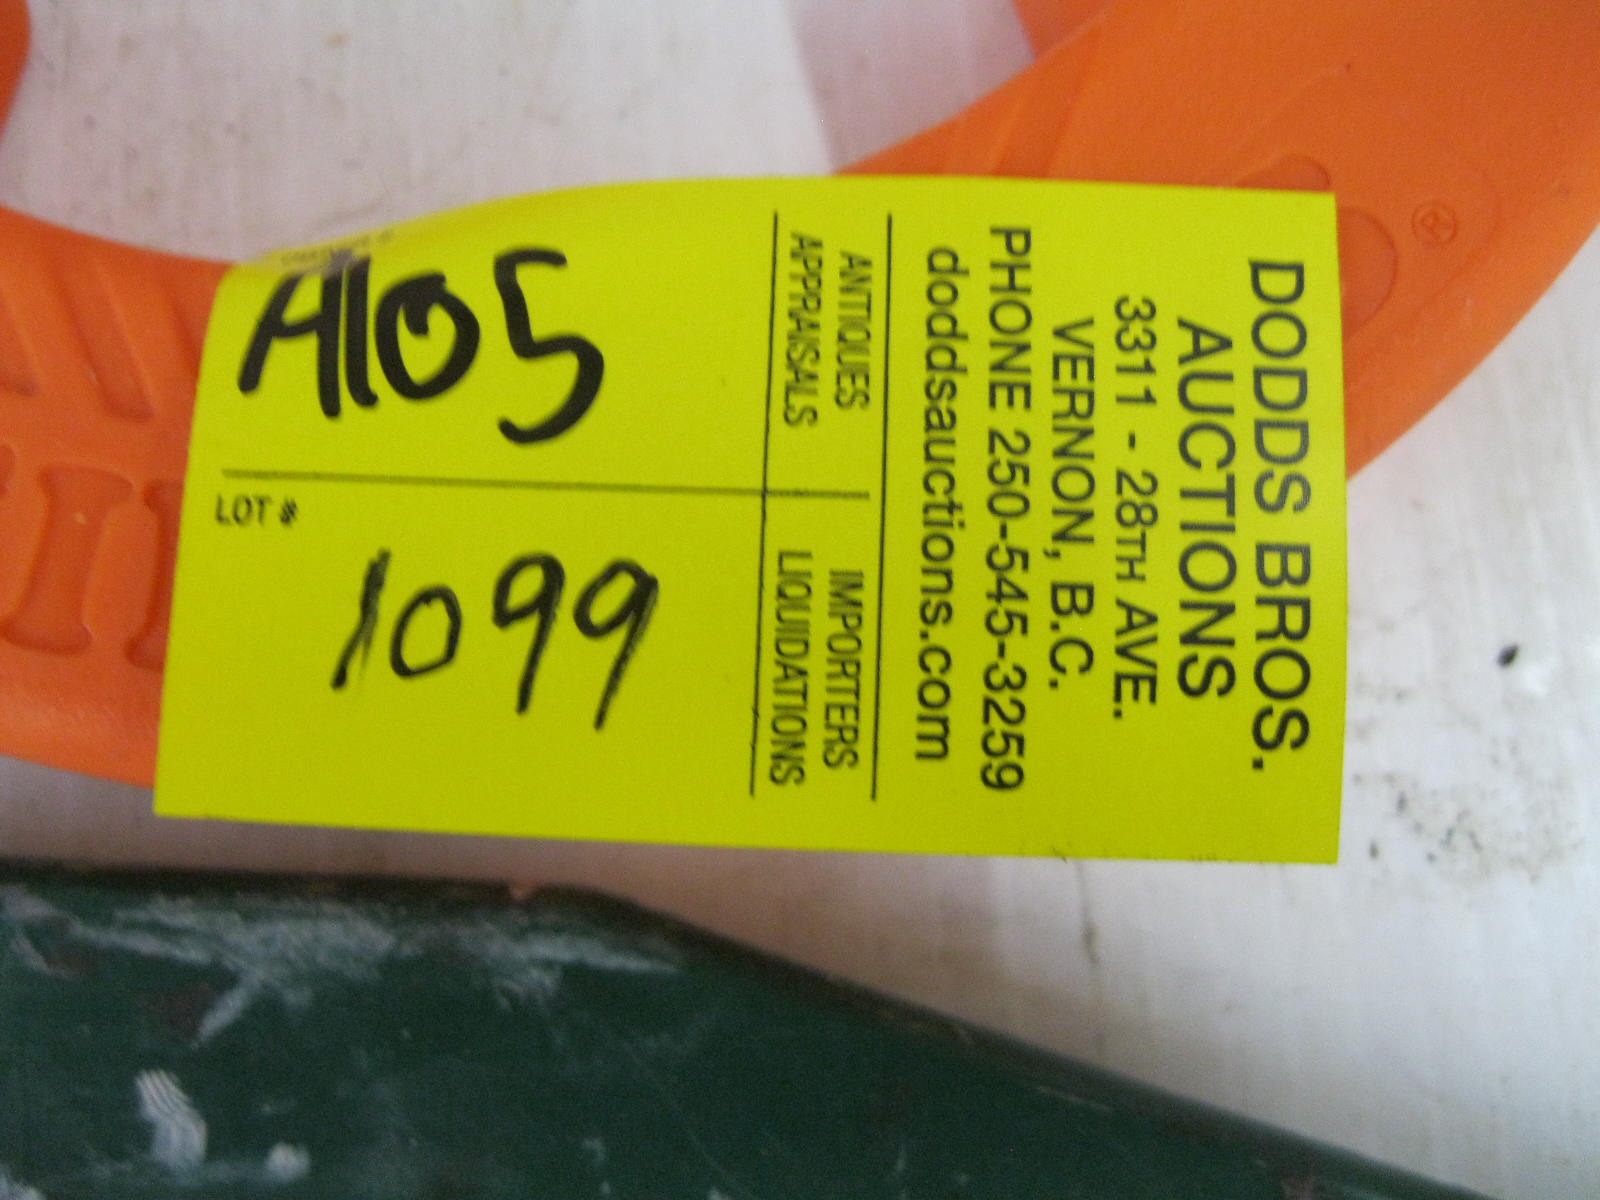 DODDS BROS.
AUCTIONS
3311 - 28TH AVE.
VERNON, B.C.
PHONE 250-545-3259
doddsauctions.com
ANTIQUES
APPRAISALS
IMPORTERS
LIQUIDATIONS
A105
LOT #
1099
®